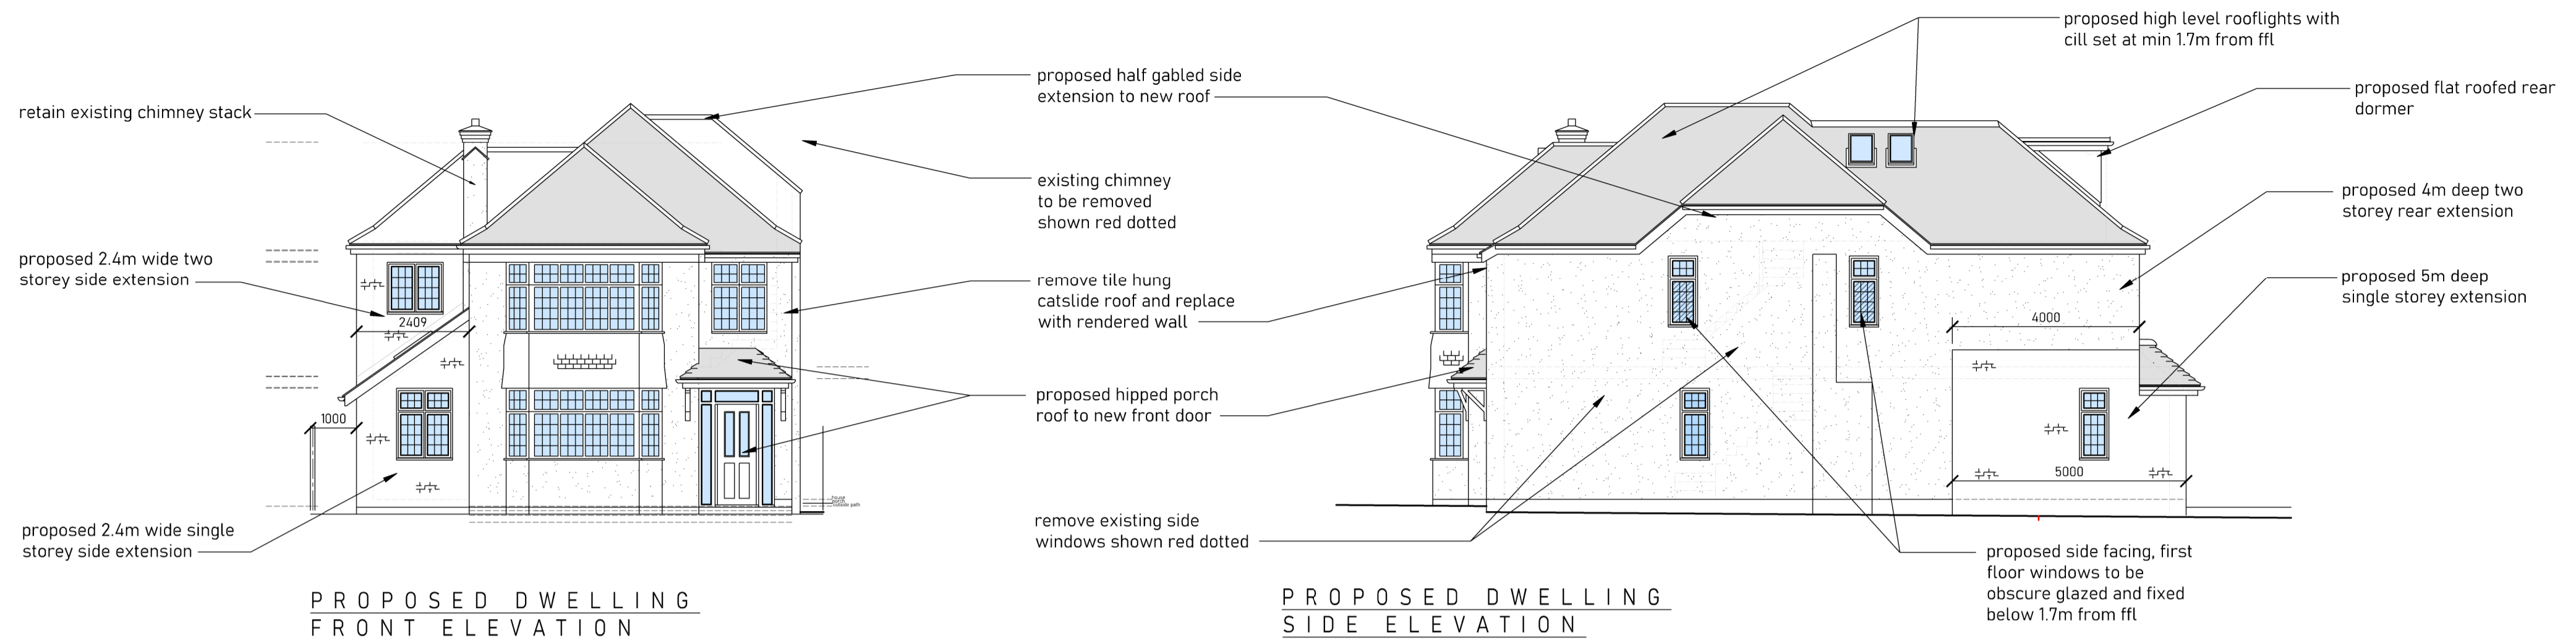 retain existing chimney stack
proposed 2.4m wide two
storey side extension
2409
1000
proposed 2.4m wide single
storey side extension
PROPOSED DWELLING
FRONT ELEVATION
proposed half gabled side
extension to new roof
existing chimney
to be removed
shown red dotted
remove tile hung
catslide roof and replace
with rendered wall
proposed hipped porch
roof to new front door
remove existing side
windows shown red dotted
proposed high level rooflights with
cill set at min 1.7m from ffl
proposed flat roofed rear
dormer
proposed 4m deep two
storey rear extension
proposed 5m deep
single storey extension
4000
5000
proposed side facing, first
floor windows to be
obscure glazed and fixed
below 1.7m from ffl
PROPOSED DWELLING
SIDE ELEVATION